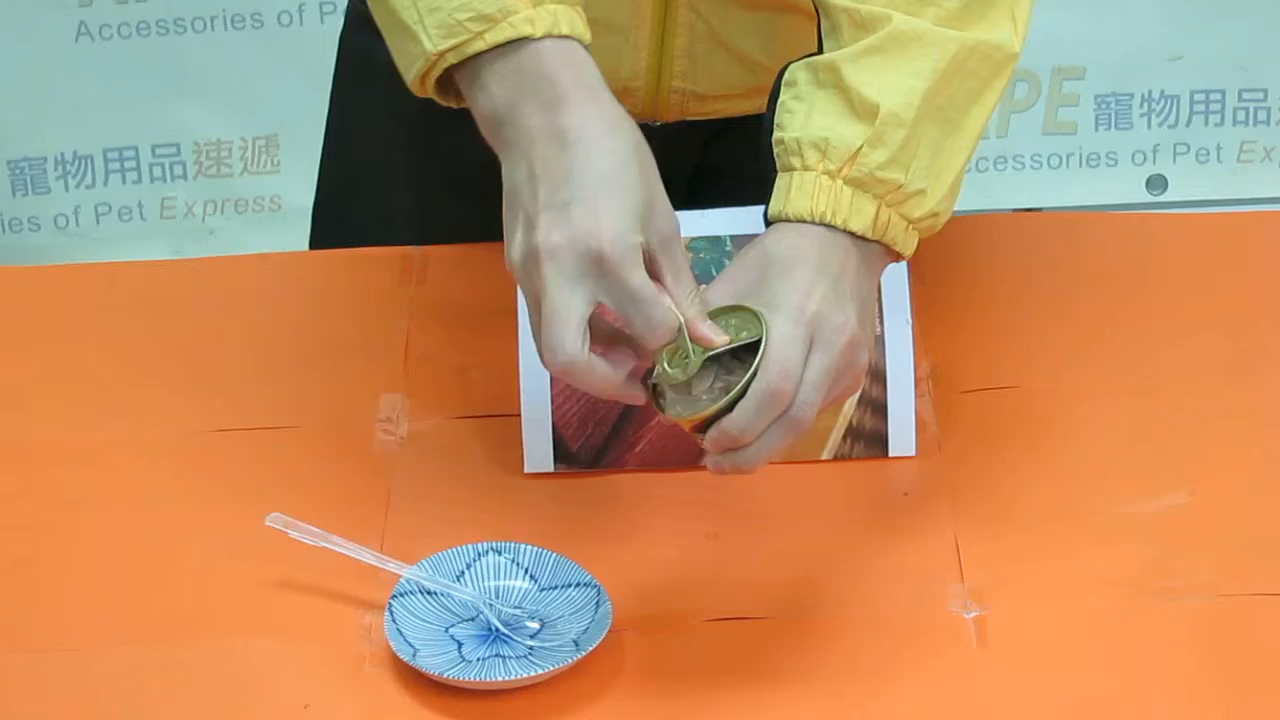 Accessories of P
寵物用品速遞
ies of Pet Express
APE
寵物用品
ccessories of Pet Ex